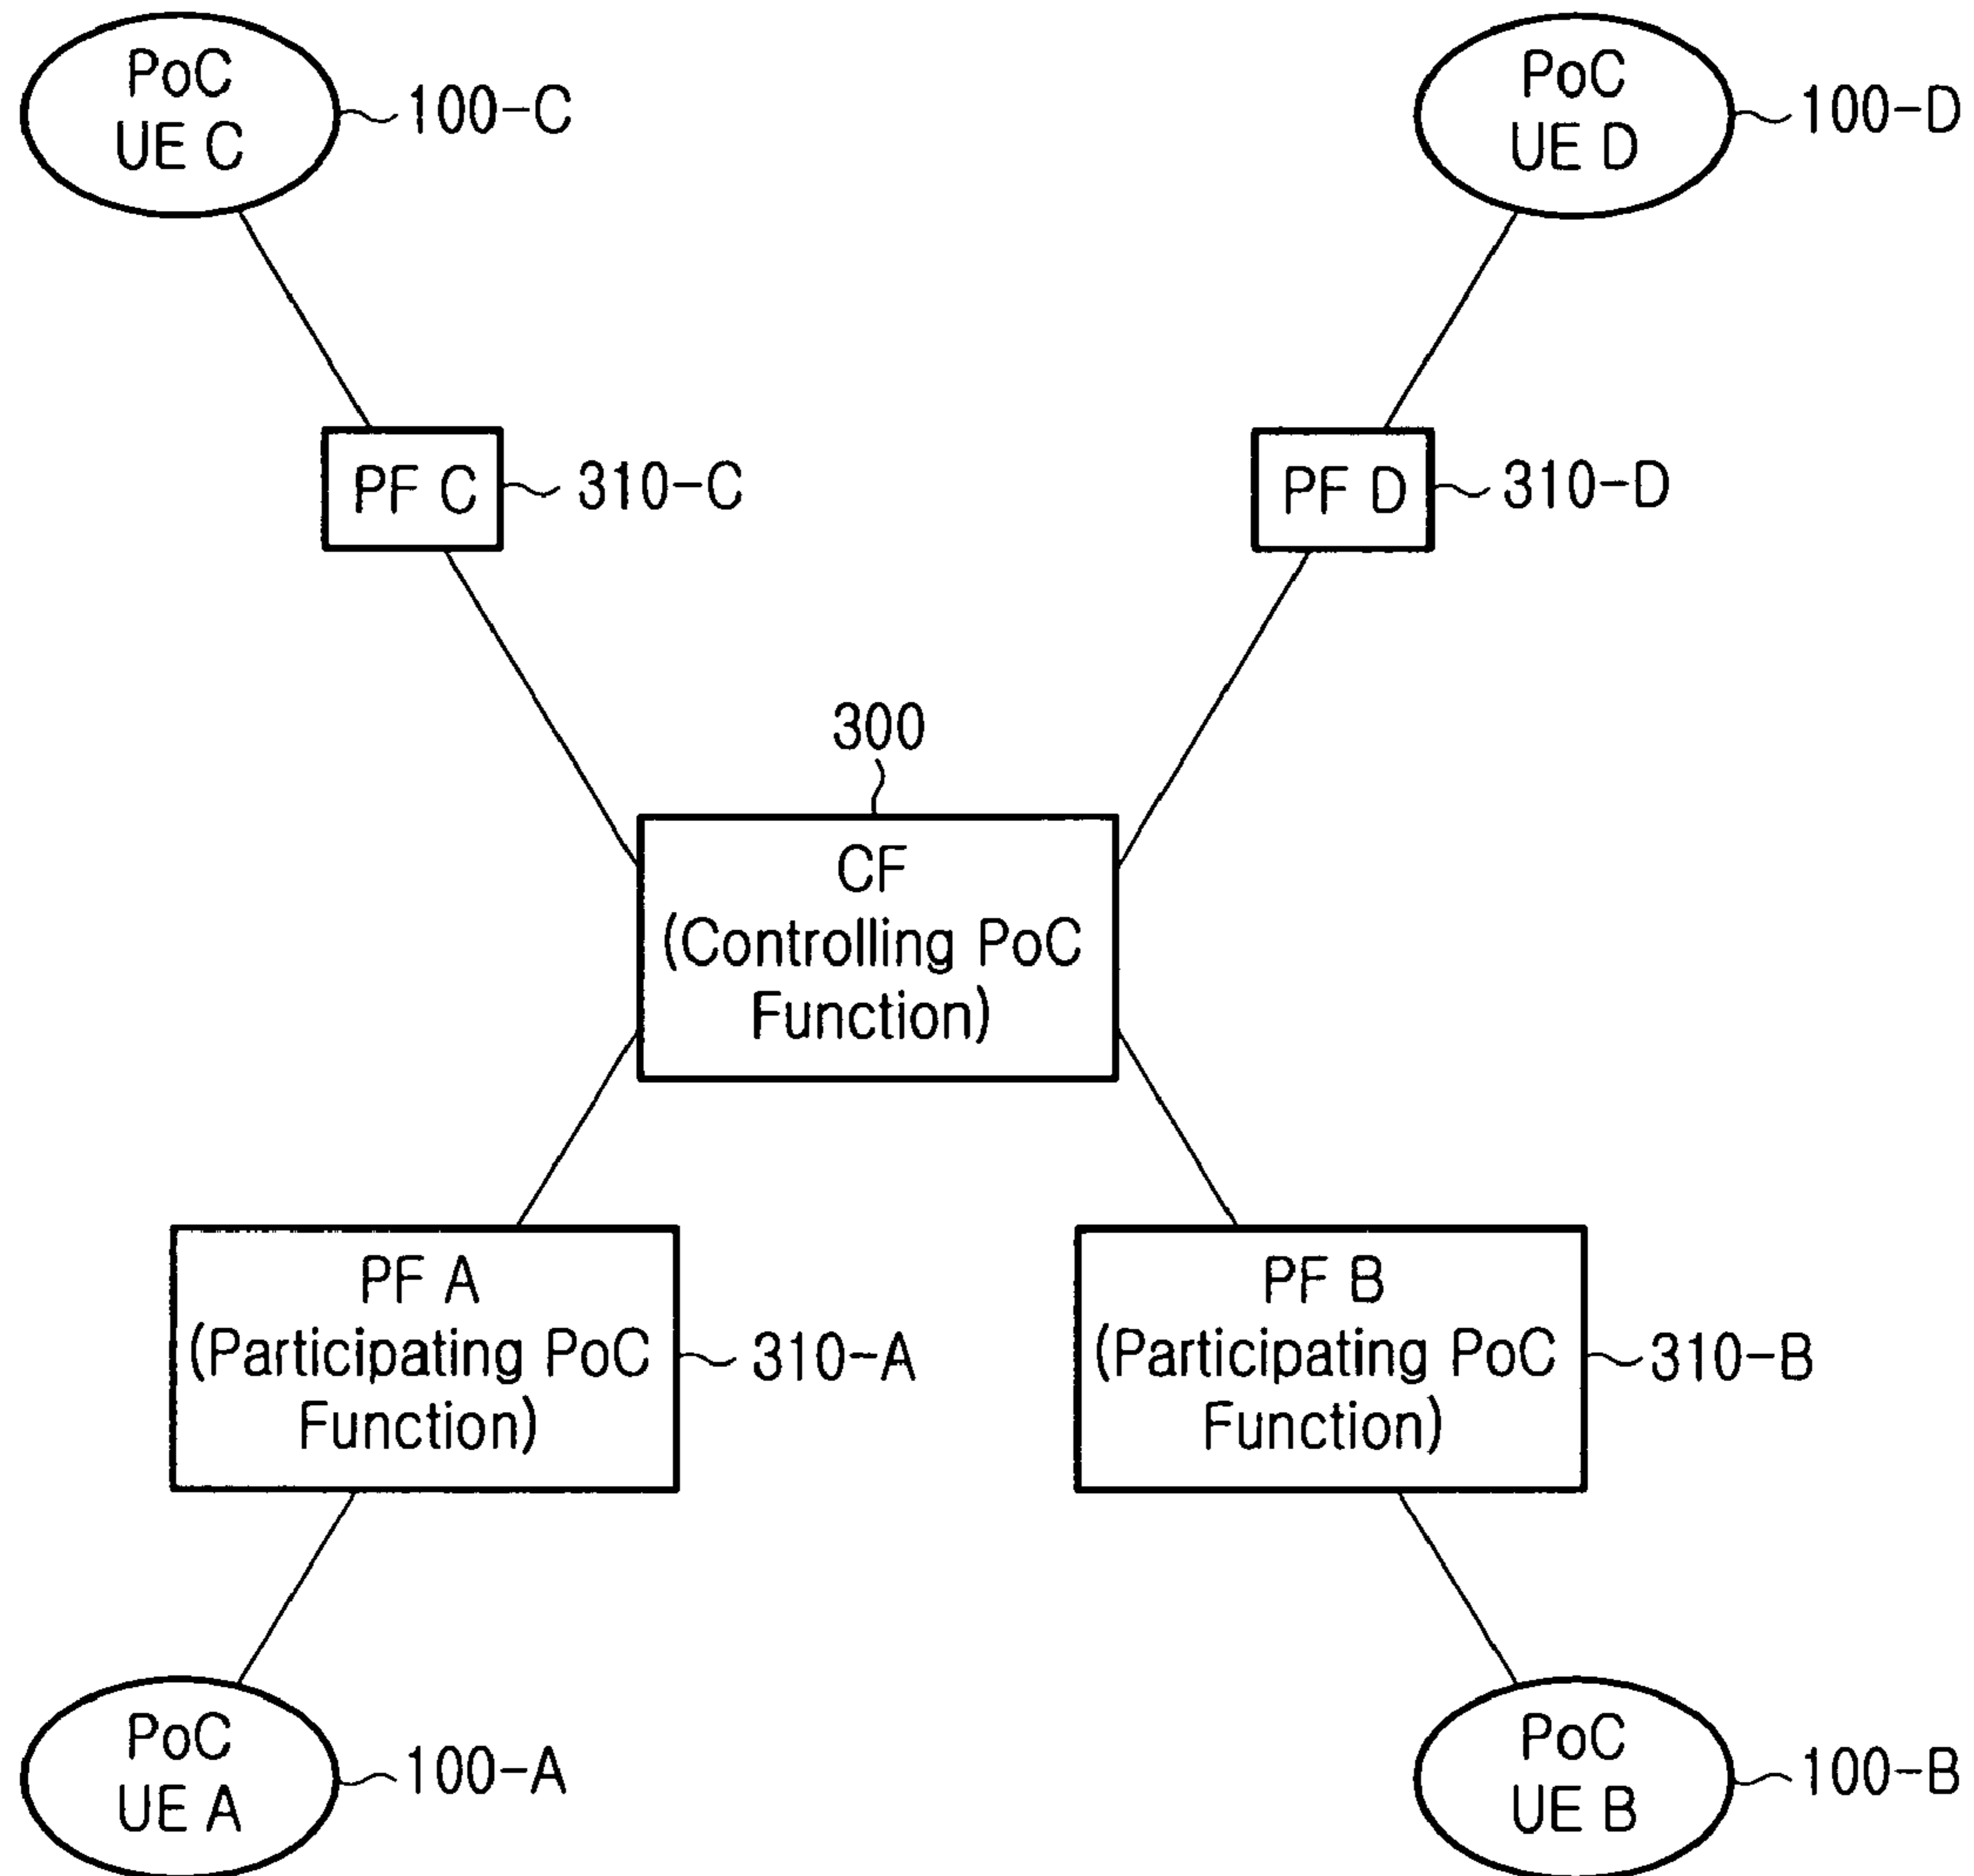 PoC
UE C
100-C
PoC
UE D
100-D
PF C
310-C
PF D
310-D
300
CF
(Controlling PoC
Function)
PF A
(Participating PoC
Function)
310-A
PF B
(Participating PoC
Function)
310-B
PoC
UE A
100-A
PoC
UE B
100-B